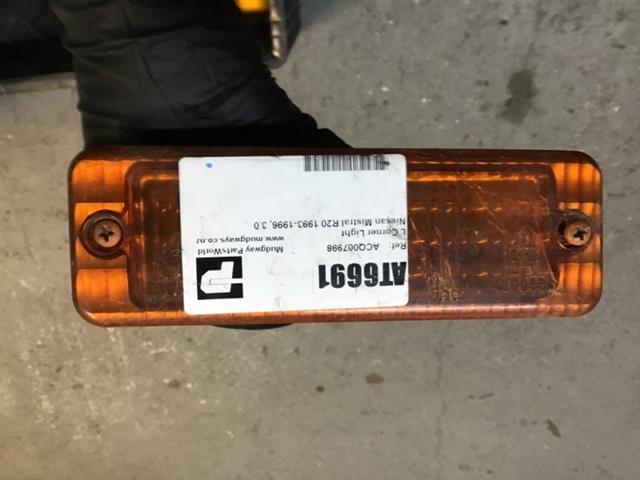 Mudgway PartsWorld
www.mudgways.co.nz
AT6691
Ref: ACQ007998
L Corner Light
Nissan Mistral R20 1993-1996, 3.0